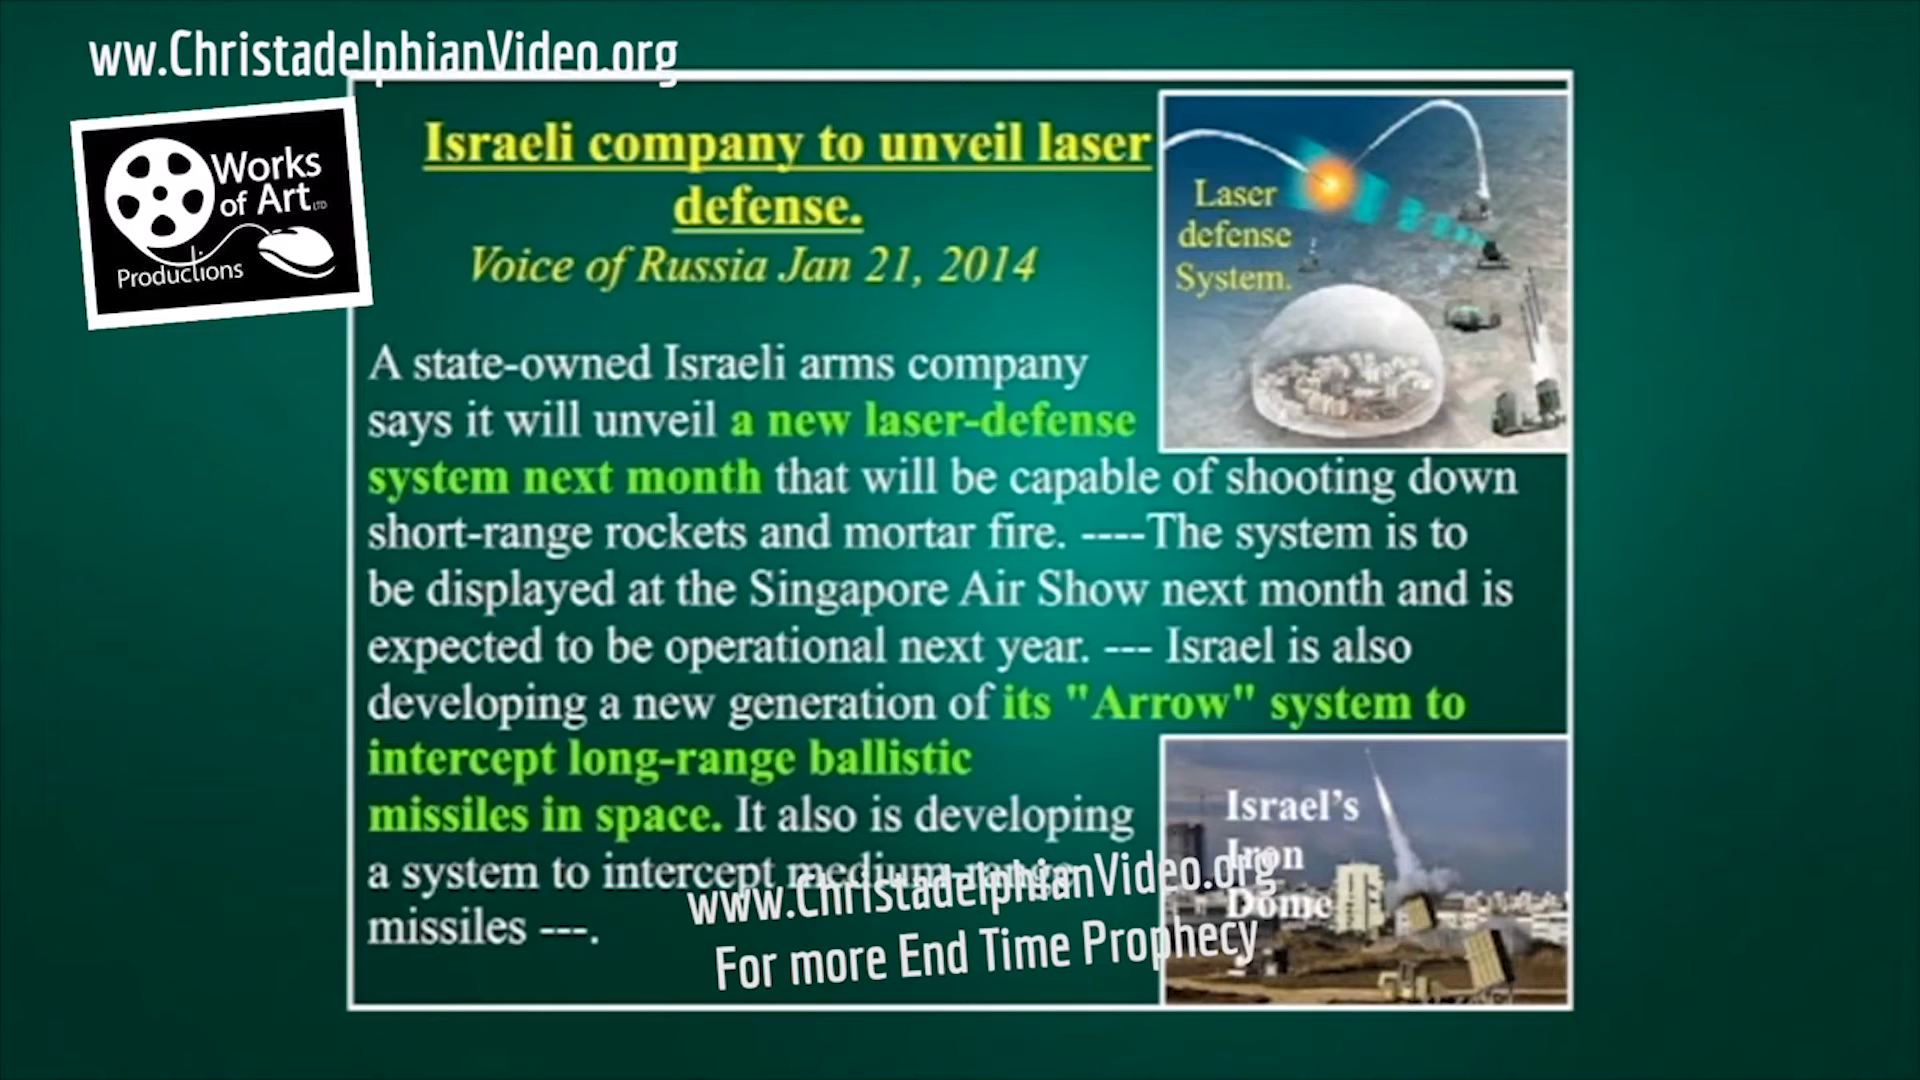 ww.ChristadelphianVideo.org
Works
of Art LTD
Productions
Israeli company to unveil laser
defense.
Voice of Russia Jan 21, 2014
Laser
defense
System.
A state-owned Israeli arms company
says it will unveil a new laser-defense
system next month that will be capable of shooting down
short-range rockets and mortar fire. ----The system is to
be displayed at the Singapore Air Show next month and is
expected to be operational next year. --- Israel is also
developing a new generation of its "Arrow" system to
intercept long-range ballistic
missiles in space. It also is developing
a system to intercept medium-range
missiles ---.
Israel's
Iron
Dome
www.ChristadelphianVideo.org
For more End Time Prophecy